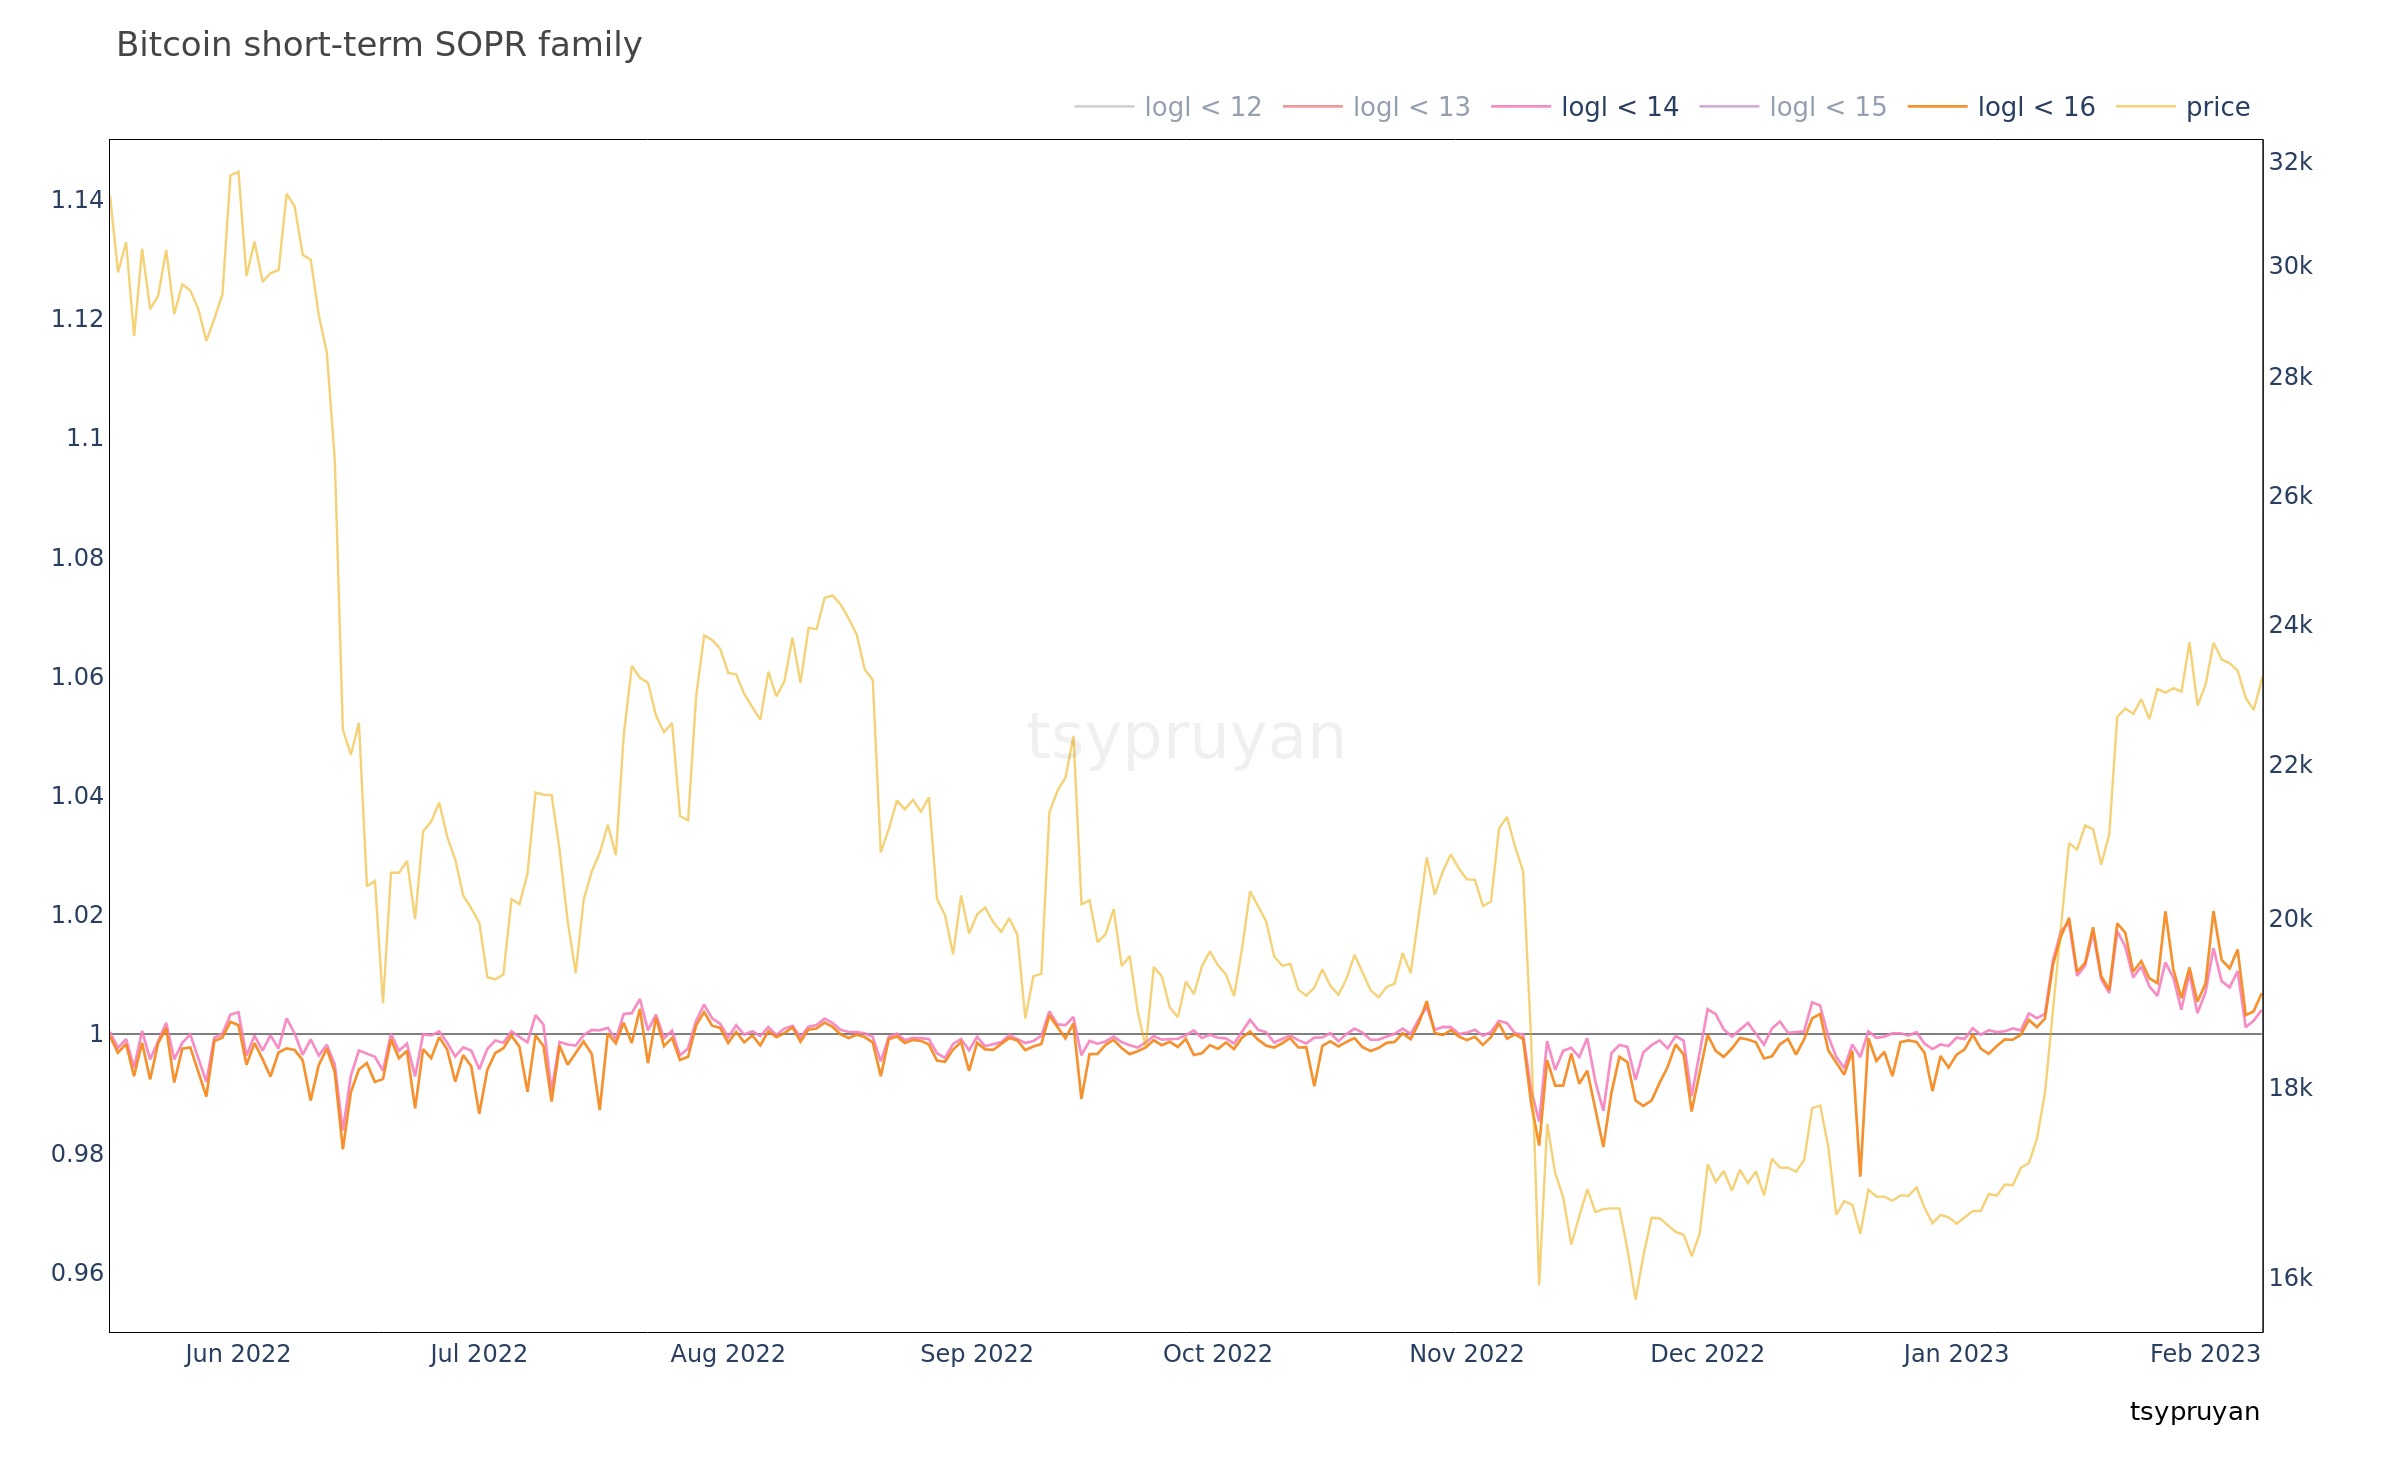 Bitcoin short-term SOPR family
logl < 12 logl < 13 logl < 14 logl < 15 logl < 16 price
1.14
1.12
1.1
1.08
1.06
1.04
1.02
1
0.98
0.96
32k
30k
28k
26k
24k
22k
20k
18k
16k
tsypruyan
Jun 2022 Jul 2022 Aug 2022 Sep 2022 Oct 2022 Nov 2022 Dec 2022 Jan 2023 Feb 2023
tsypruyan